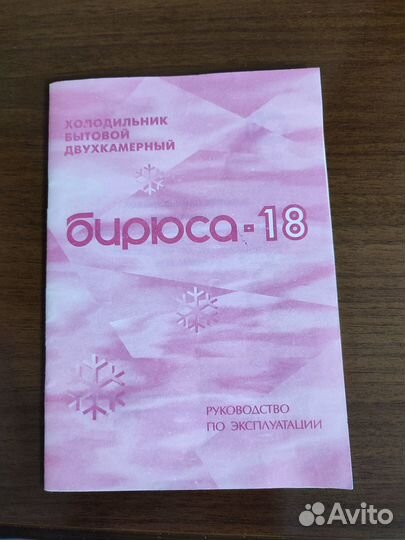 ХОЛОДИЛЬНИК
БЫТОВОЙ
ДВУХКАМЕРНЫЙ
бирюса-18
РУКОВОДСТВО
ПО ЭКСПЛУАТАЦИИ
Avito